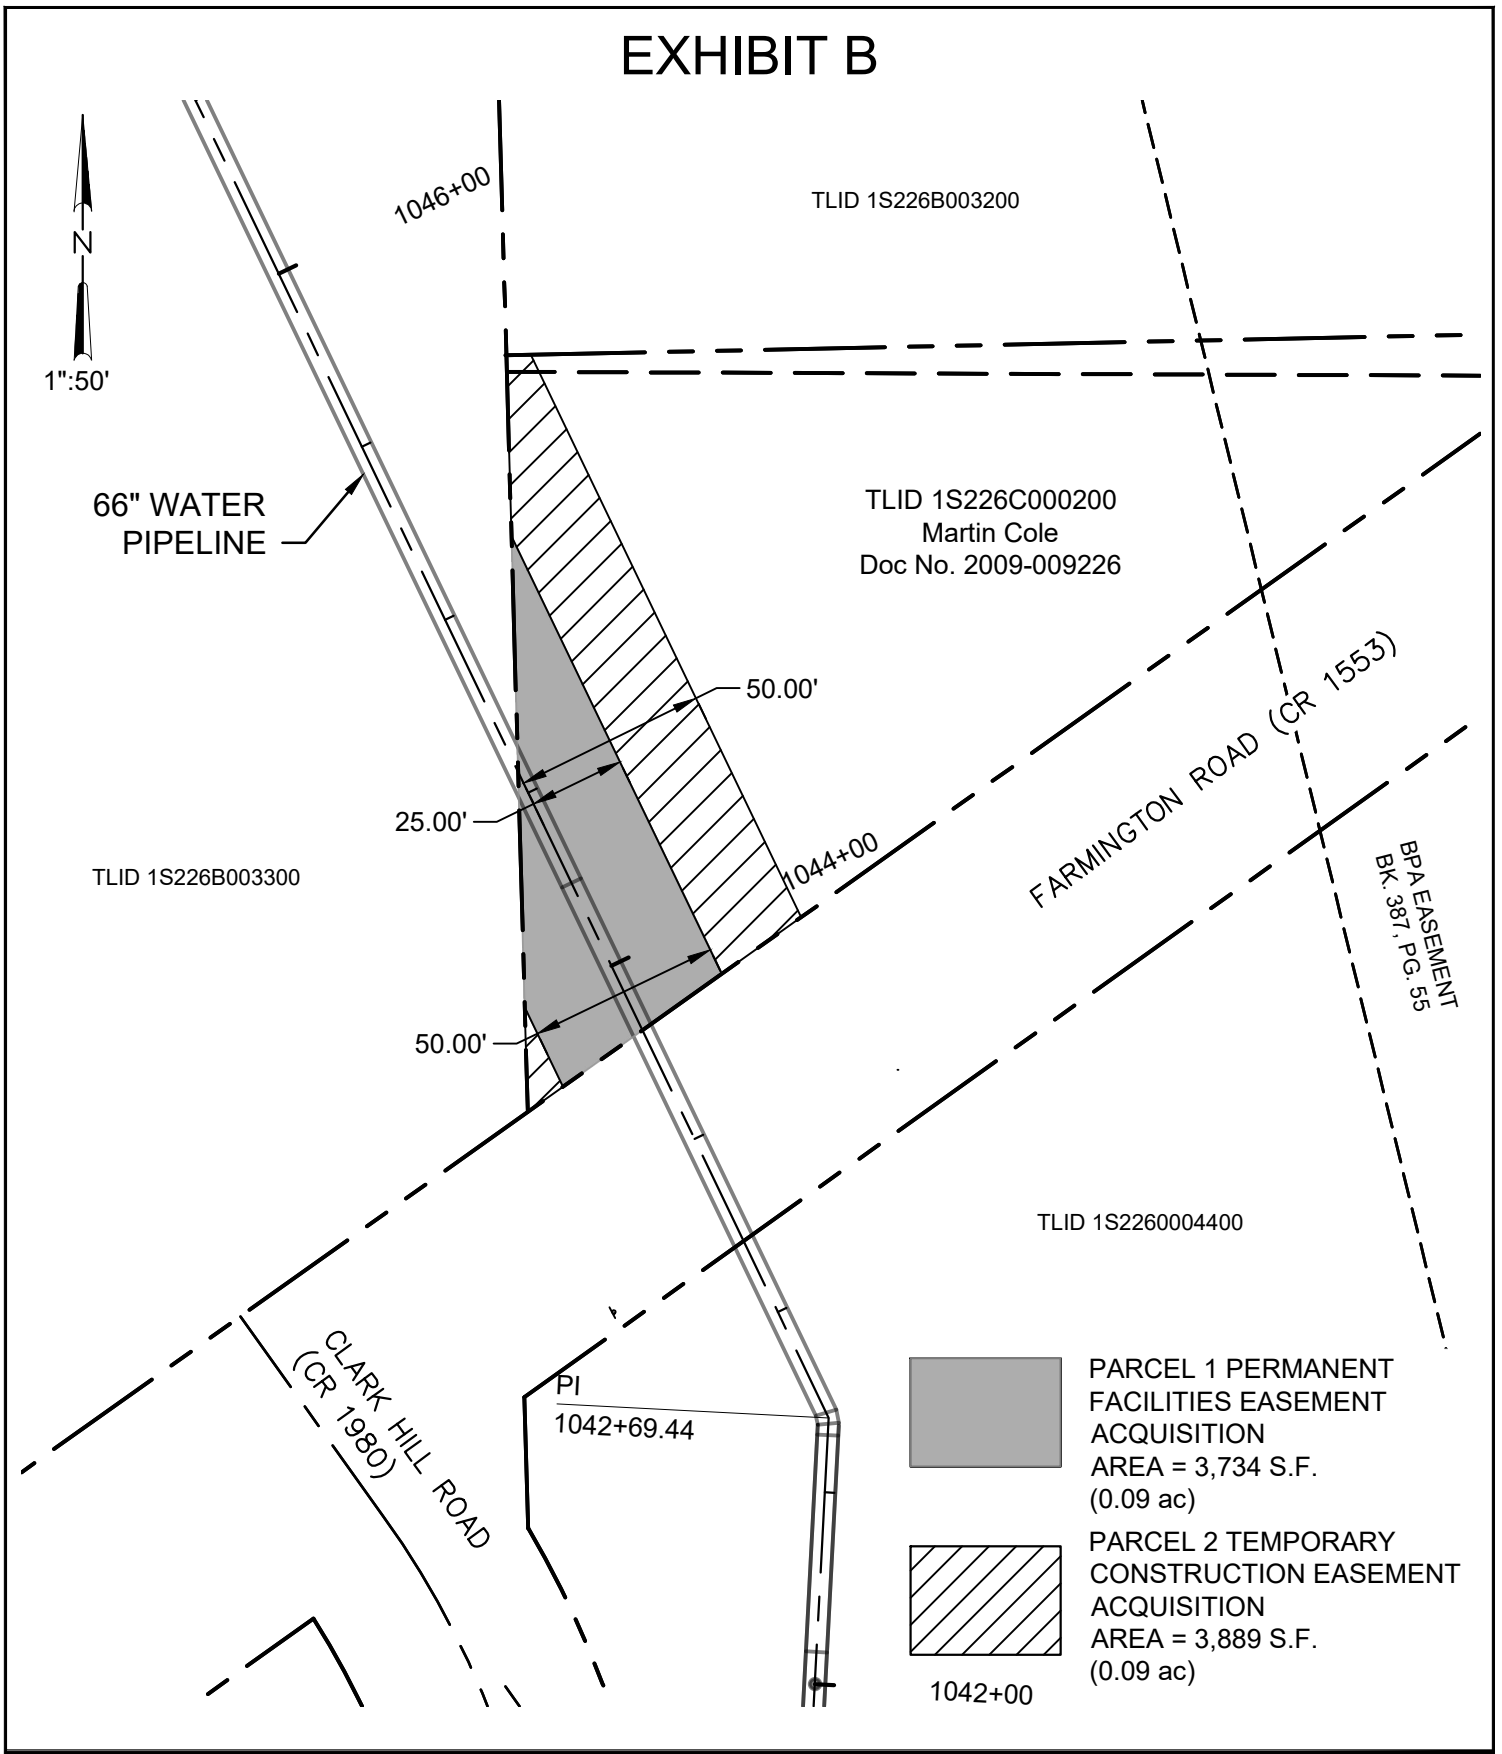 EXHIBIT B
1046+00
TLID 1S226B003200
N
1":50'
66" WATER
PIPELINE
TLID 1S226C000200
Martin Cole
Doc No. 2009-009226
50.00'
25.00'
1044+00
FARMINGTON ROAD (CR 1553)
TLID 1S226B003300
BPA EASEMENT
BK. 387, PG. 55
50.00'
TLID 1S2260004400
CLARK HILL ROAD
(CR 1980)
PI
1042+69.44
PARCEL 1 PERMANENT
FACILITIES EASEMENT
ACQUISITION
AREA = 3,734 S.F.
(0.09 ac)
PARCEL 2 TEMPORARY
CONSTRUCTION EASEMENT
ACQUISITION
AREA = 3,889 S.F.
(0.09 ac)
1042+00